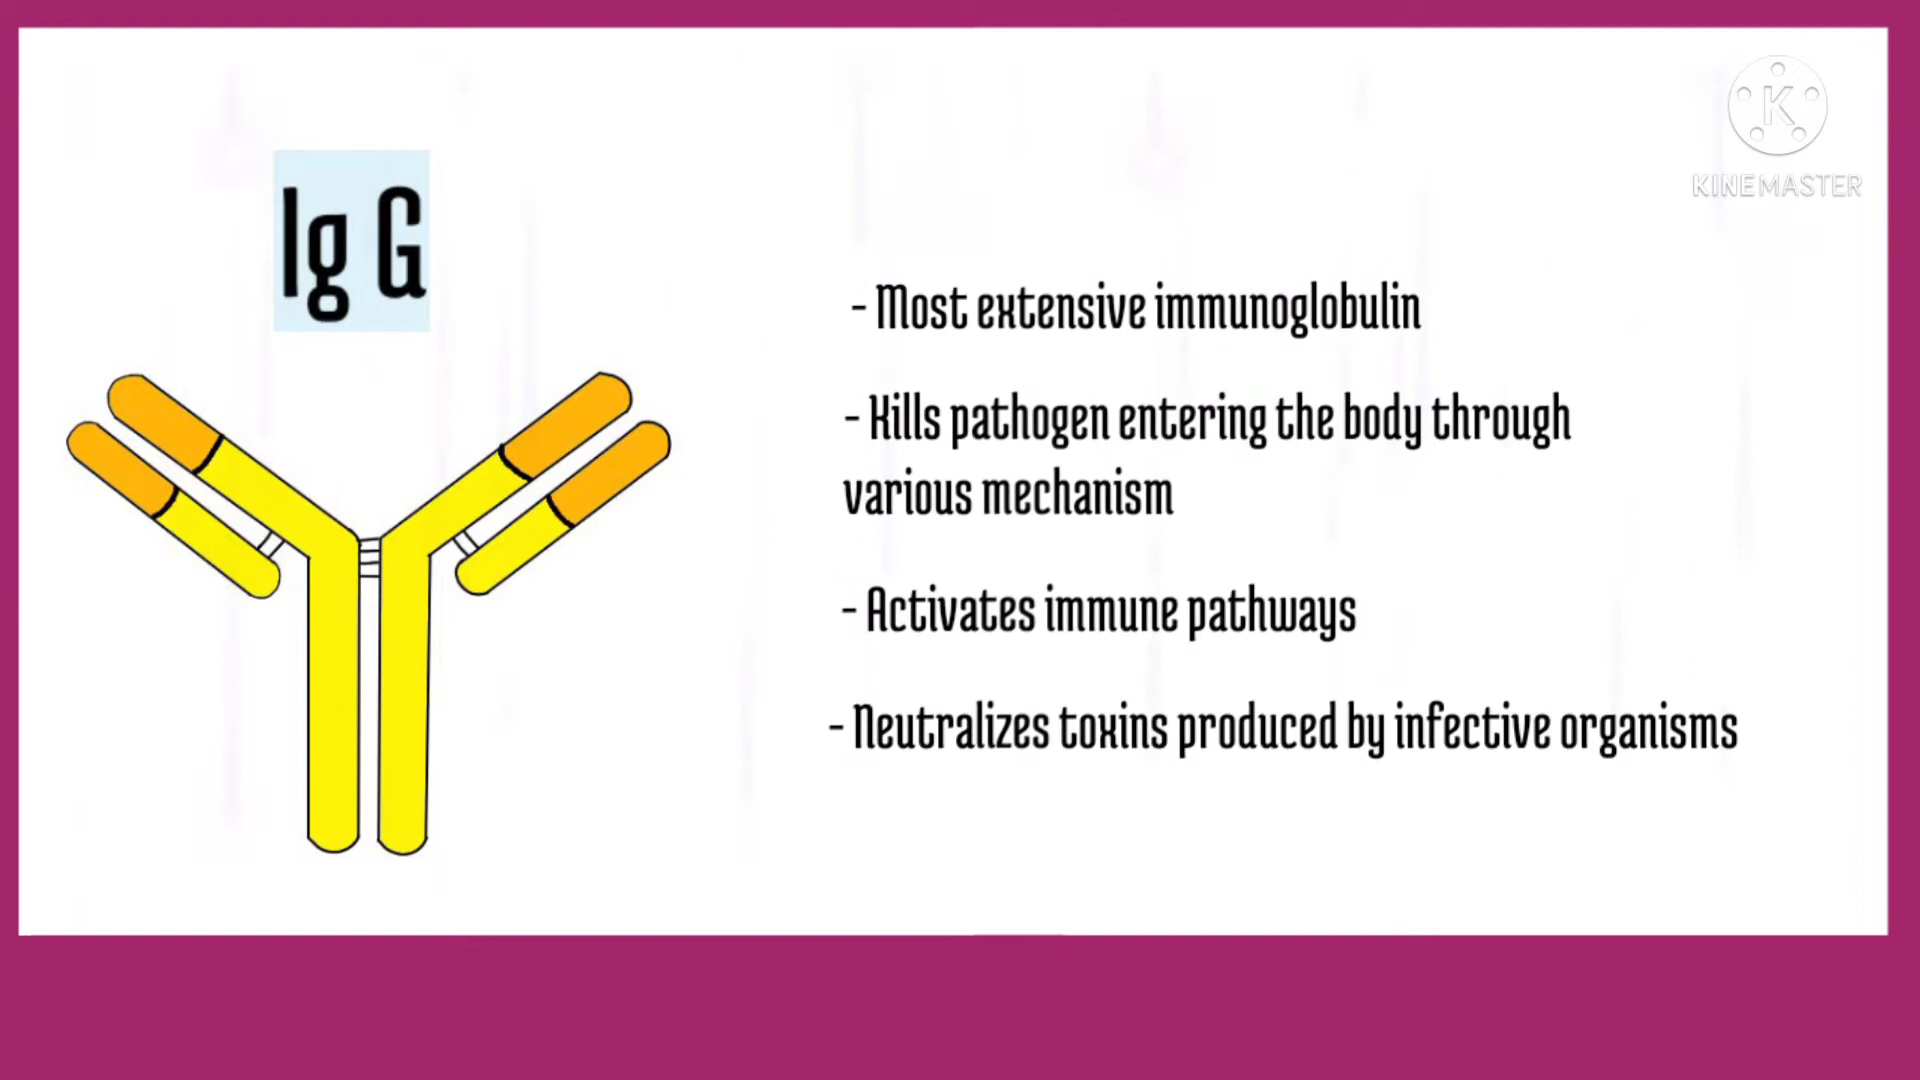 Ig G
K
KINEMASTER
- Most extensive immunoglobulin
- Kills pathogen entering the body through
various mechanism
- Activates immune pathways
- Neutralizes toxins produced by infective organisms